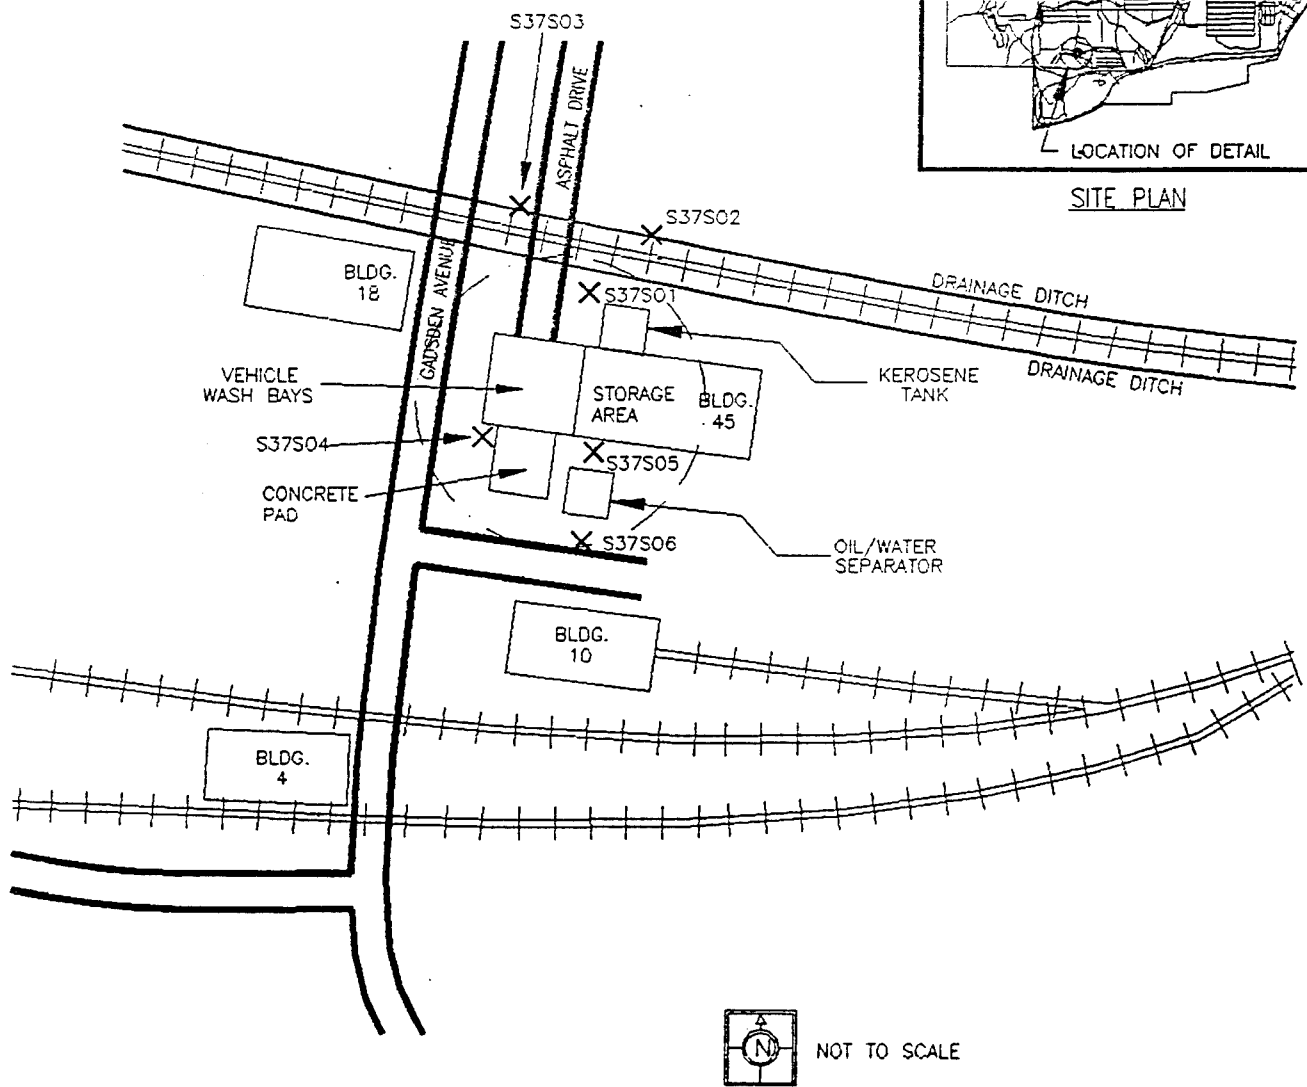 S37S03
LOCATION OF DETAIL
SITE PLAN
ASPHALT DRIVE
S37S02
GADSDEN AVENUE
BLDG.
18
DRAINAGE DITCH
S37S01
DRAINAGE DITCH
VEHICLE
WASH BAYS
STORAGE
AREA
BLDG.
45
KEROSENE
TANK
S37S04
S37S05
CONCRETE
PAD
S37S06
OIL/WATER
SEPARATOR
BLDG.
10
BLDG.
4
N
NOT TO SCALE